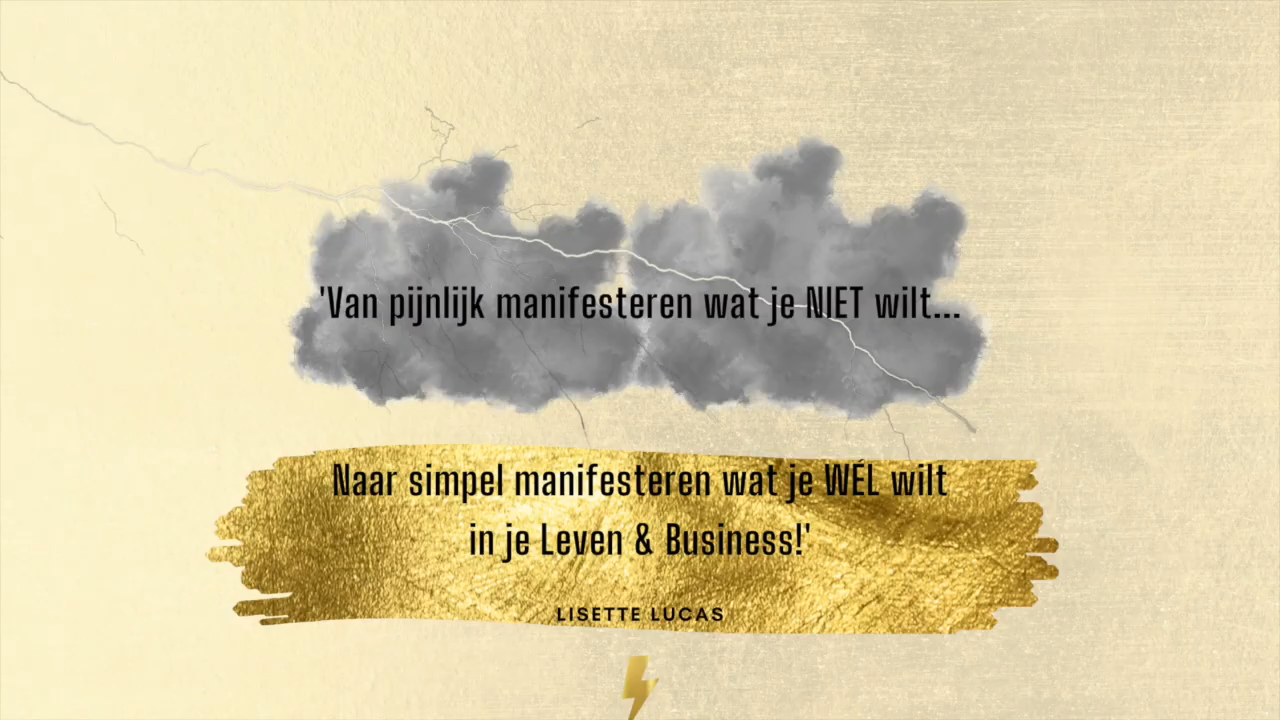 'Van pijnlijk manifesteren wat je NIET wilt...
Naar simpel manifesteren wat je WÉL wilt
in je Leven & Business!'
LISETTE LUCAS